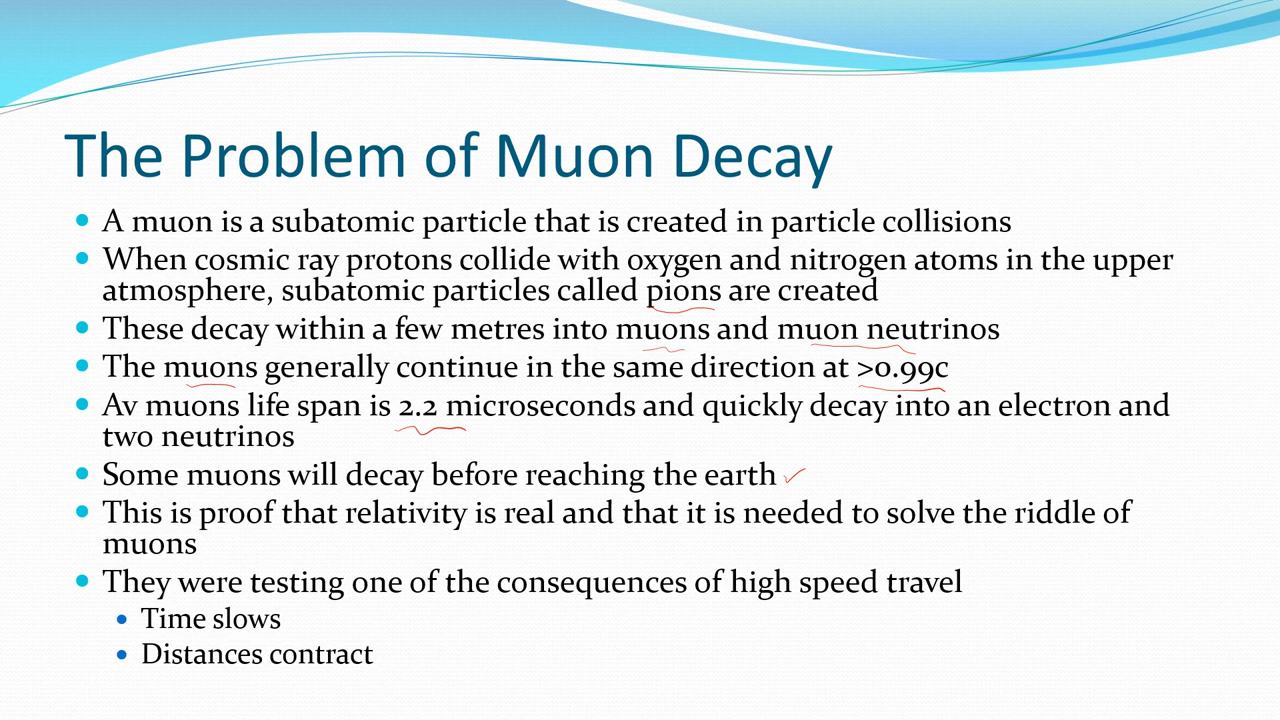 The Problem of Muon Decay
• A muon is a subatomic particle that is created in particle collisions
• When cosmic ray protons collide with oxygen and nitrogen atoms in the upper
atmosphere, subatomic particles called pions are created
• These decay within a few metres into muons and muon neutrinos
• The muons generally continue in the same direction at >0.99c
• Av muons life span is 2.2 microseconds and quickly decay into an electron and
two neutrinos
• Some muons will decay before reaching the earth ✓
• This is proof that relativity is real and that it is needed to solve the riddle of
muons
• They were testing one of the consequences of high speed travel
• Time slows
• Distances contract